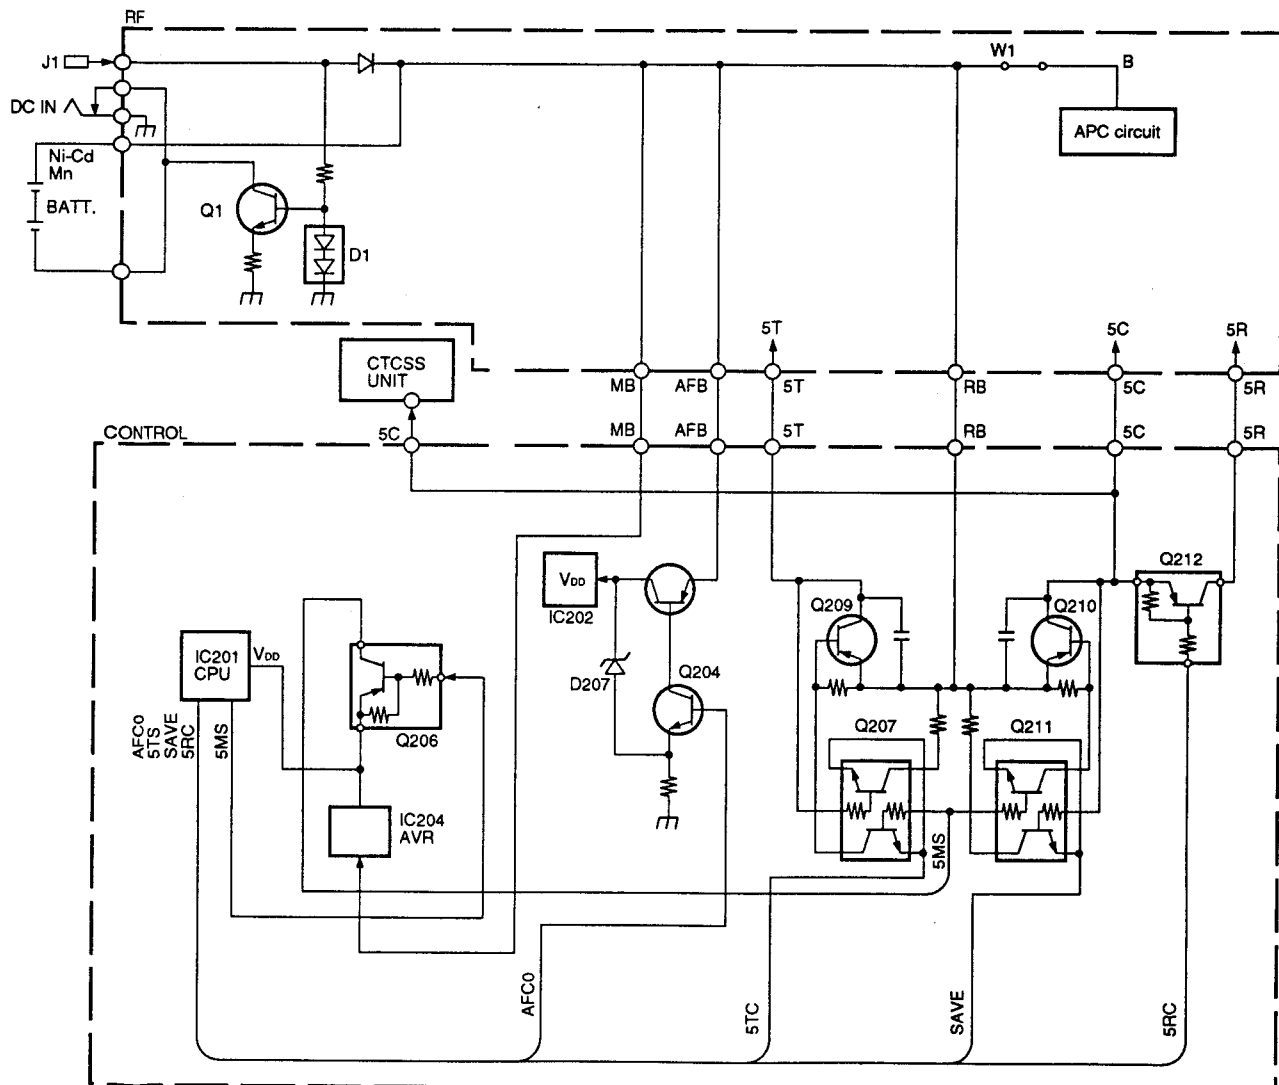 RF
J1
W1
B
DC IN
APC circuit
Ni-Cd
Mn
BATT.
Q1
D1
5T
5C
5R
CTCSS
UNIT
MB
AFB
5T
RB
5C
5R
CONTROL
5C
MB
AFB
5T
RB
5C
5R
Q212
VDD
IC202
Q209
Q210
IC201
CPU
VDD
D207
Q204
Q206
Q207
Q211
AFC0
5TS
SAVE
5RC
5MS
IC204
AVR
5MS
AFC0
5TC
SAVE
5RC